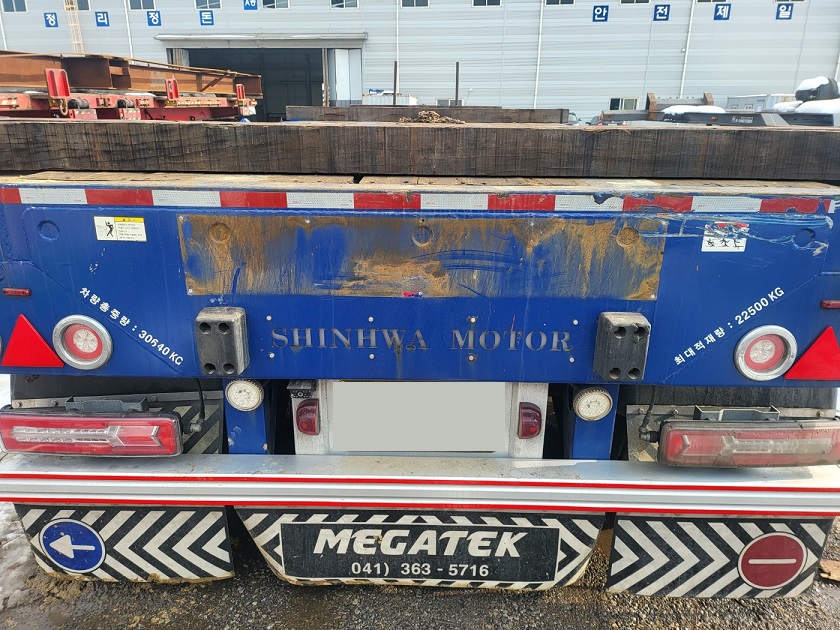 정리정돈
안전제일
차량총중량 : 30640 KG
최대적재량 : 22500 KG
SHINHWA MOTOR
MEGATEK
041) 363 - 5716